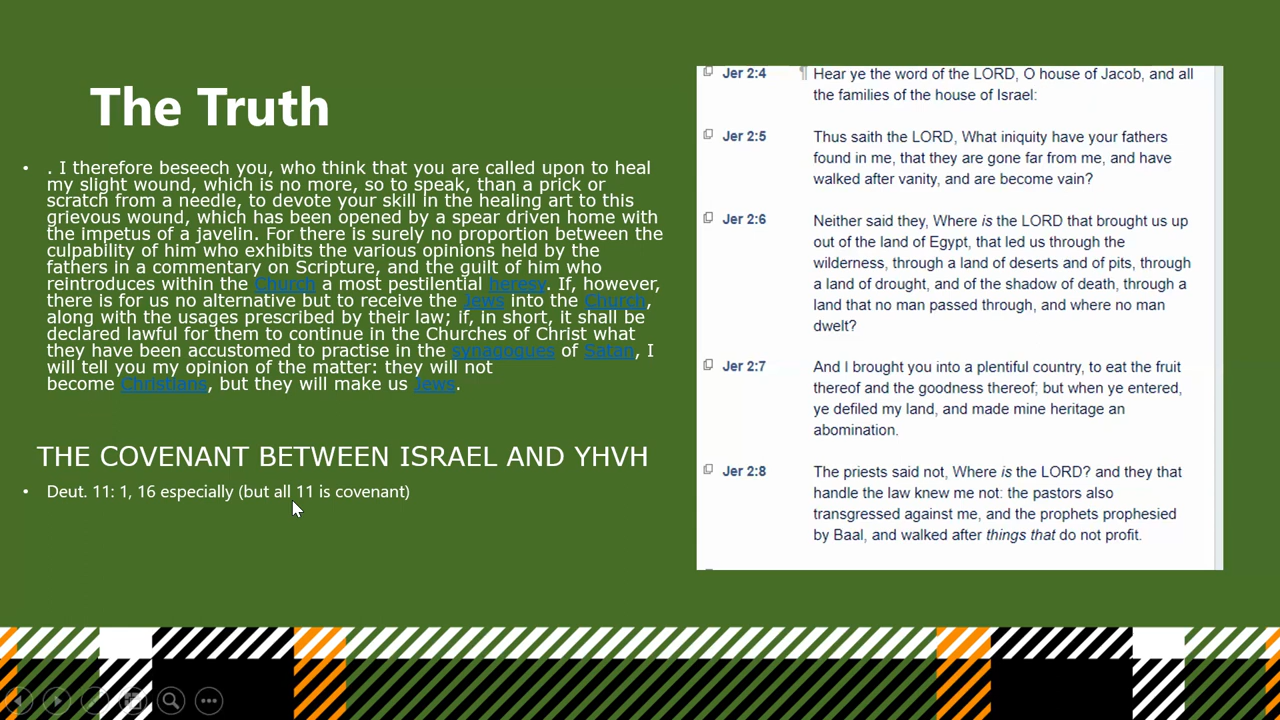 The Truth
• . I therefore beseech you, who think that you are called upon to heal
my slight wound, which is no more, so to speak, than a prick or
scratch from a needle, to devote your skill in the healing art to this
grievous wound, which has been opened by a spear driven home with
the impetus of a javelin. For there is surely no proportion between the
culpability of him who exhibits the various opinions held by the
fathers in a commentary on Scripture, and the guilt of him who
reintroduces within the Church a most pestilential heresy. If, however,
there is for us no alternative but to receive the Jews into the Church,
along with the usages prescribed by their law; if, in short, it shall be
declared lawful for them to continue in the Churches of Christ what
they have been accustomed to practise in the synagogues of Satan, I
will tell you my opinion of the matter: they will not
become Christians, but they will make us Jews.
THE COVENANT BETWEEN ISRAEL AND YHVH
• Deut. 11: 1, 16 especially (but all 11 is covenant)
Jer 2:4 ¶ Hear ye the word of the LORD, O house of Jacob, and all
the families of the house of Israel:
Jer 2:5 Thus saith the LORD, What iniquity have your fathers
found in me, that they are gone far from me, and have
walked after vanity, and are become vain?
Jer 2:6 Neither said they, Where is the LORD that brought us up
out of the land of Egypt, that led us through the
wilderness, through a land of deserts and of pits, through
a land of drought, and of the shadow of death, through a
land that no man passed through, and where no man
dwelt?
Jer 2:7 And I brought you into a plentiful country, to eat the fruit
thereof and the goodness thereof; but when ye entered,
ye defiled my land, and made mine heritage an
abomination.
Jer 2:8 The priests said not, Where is the LORD? and they that
handle the law knew me not: the pastors also
transgressed against me, and the prophets prophesied
by Baal, and walked after things that do not profit.